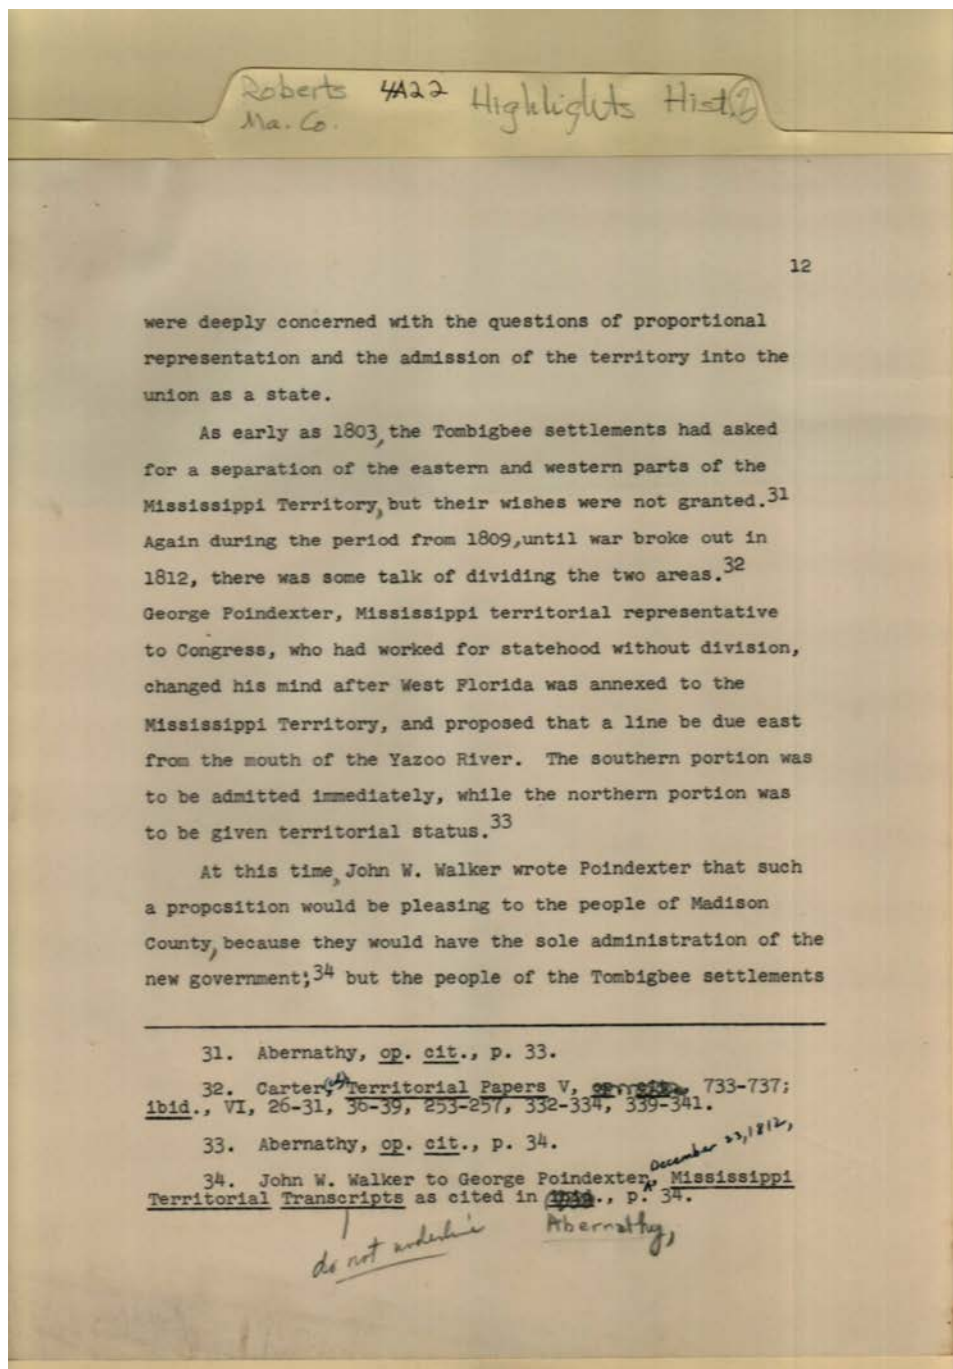 Roberts 4A22 Highlights Hist. 2
Ma. Co.
12
were deeply concerned with the questions of proportional
representation and the admission of the territory into the
union as a state.
As early as 1803, the Tombigbee settlements had asked
for a separation of the eastern and western parts of the
Mississippi Territory, but their wishes were not granted.31
Again during the period from 1809, until war broke out in
1812, there was some talk of dividing the two areas.32
George Poindexter, Mississippi territorial representative
to Congress, who had worked for statehood without division,
changed his mind after West Florida was annexed to the
Mississippi Territory, and proposed that a line be due east
from the mouth of the Yazoo River. The southern portion was
to be admitted immediately, while the northern portion was
to be given territorial status.33
At this time, John W. Walker wrote Poindexter that such
a proposition would be pleasing to the people of Madison
County, because they would have the sole administration of the
new government;34 but the people of the Tombigbee settlements
31. Abernathy, op. cit., p. 33.
32. Carter, Territorial Papers V, 733-737;
ibid., VI, 26-31, 36-39, 253-257, 332-334, 339-341.
33. Abernathy, op. cit., p. 34.
December 23, 1812,
34. John W. Walker to George Poindexter, Mississippi
Territorial Transcripts as cited in ., p. 34.
Abernathy,
do not underline